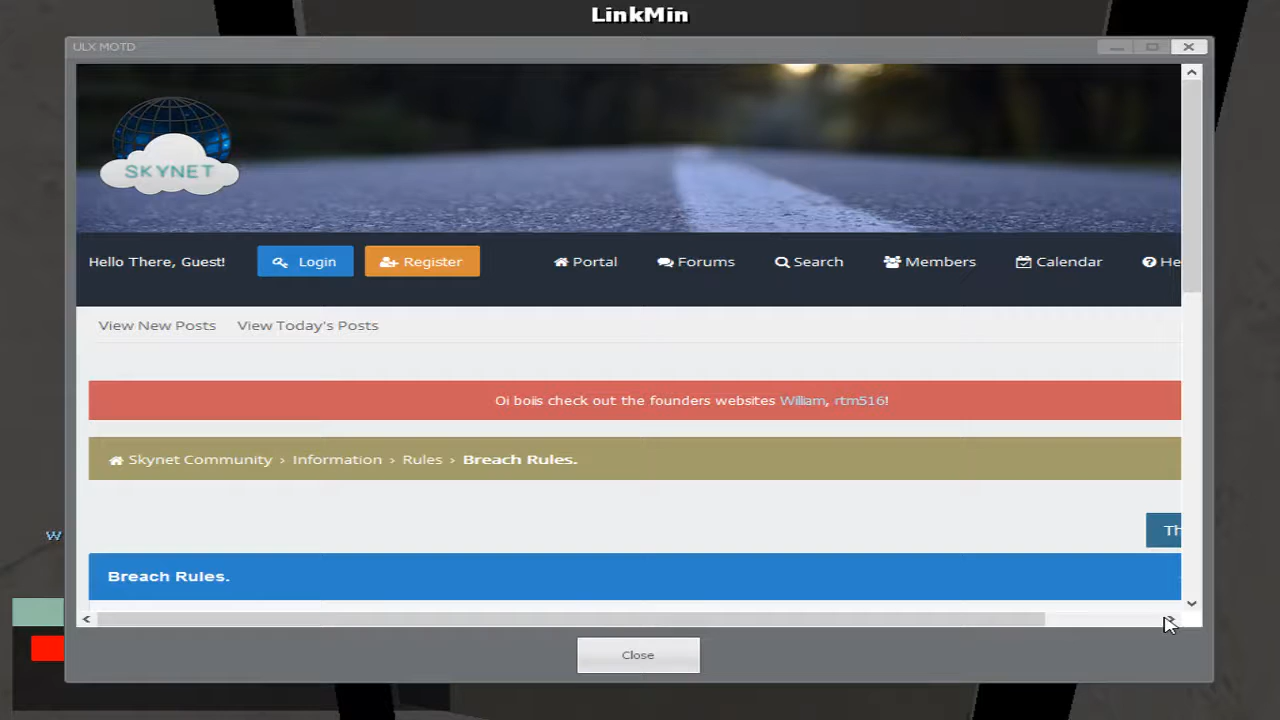 LinkMin
ULX MOTD
SKYNET
Hello There, Guest! Login Register Portal Forums Search Members Calendar He
View New Posts View Today's Posts
Oi boiis check out the founders websites William, rtm516!
Skynet Community › Information › Rules › Breach Rules.
w
Th
Breach Rules.
Close